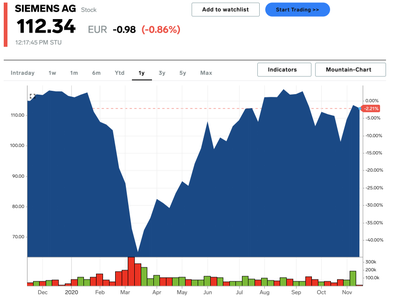 SIEMENS AG Stock
Add to watchlist
Start Trading >>
112.34 EUR -0.98 (-0.86%)
12:17:45 PM STU
Intraday 1w 1m 6m Ytd 1y 3y 5y Max
Indicators
Mountain-Chart
0.00%
110.00
-2.21%
-5.00%
-10.00%
100.00
-15.00%
-20.00%
90.00
-25.00%
80.00
-30.00%
-35.00%
70.00
-40.00%
300k
200k
100.0k
Dec 2020 Feb Mar Apr May Jun Jul Aug Sep Oct Nov